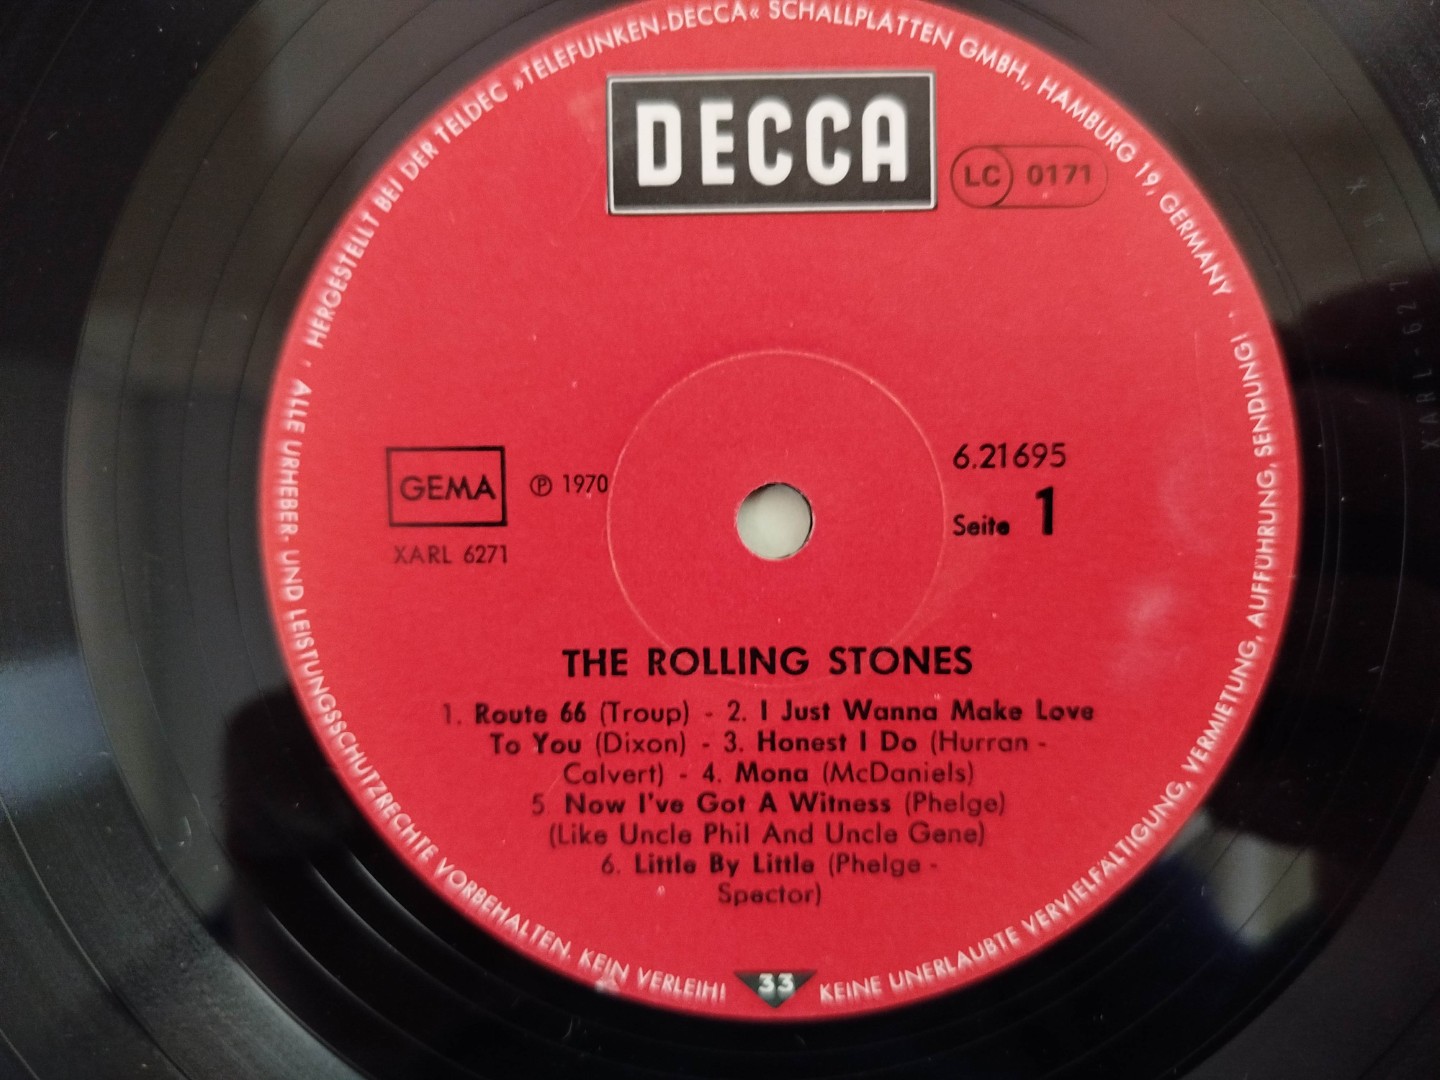 HERGESTELLT BEI DER TELDEC »TELEFUNKEN-DECCA« SCHALLPLATTEN GMBH., HAMBURG 19, GERMANY ·
DECCA
LC 0171
GEMA
℗ 1970
XARL 6271
6.21695
Seite 1
THE ROLLING STONES
1. Route 66 (Troup) - 2. I Just Wanna Make Love
To You (Dixon) - 3. Honest I Do (Hurran -
Calvert) - 4. Mona (McDaniels)
5. Now I've Got A Witness (Phelge)
(Like Uncle Phil And Uncle Gene)
6. Little By Little (Phelge -
Spector)
· ALLE URHEBER- UND LEISTUNGSSCHUTZRECHTE VORBEHALTEN. KEIN VERLEIH!
33
KEINE UNERLAUBTE VERVIELFÄLTIGUNG, VERMIETUNG, AUFFÜHRUNG, SENDUNG!